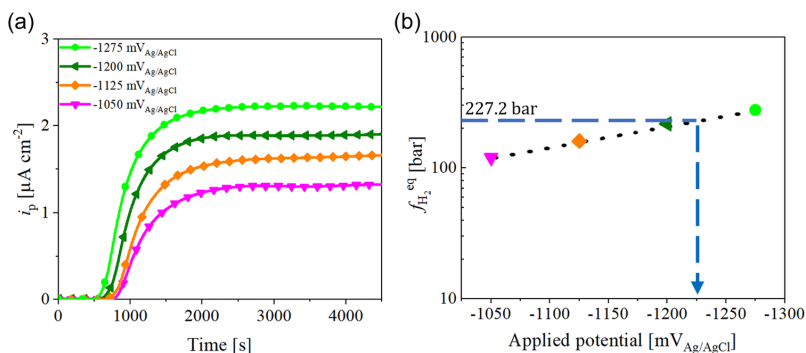 (a)
3
2
1
0
0
1000
2000
3000
4000
iₚ [µA cm⁻²]
Time [s]
-1275 mV_Ag/AgCl
-1200 mV_Ag/AgCl
-1125 mV_Ag/AgCl
-1050 mV_Ag/AgCl
(b)
1000
100
10
f_H₂^eq [bar]
227.2 bar
-1050
-1100
-1150
-1200
-1250
-1300
Applied potential [mV_Ag/AgCl]